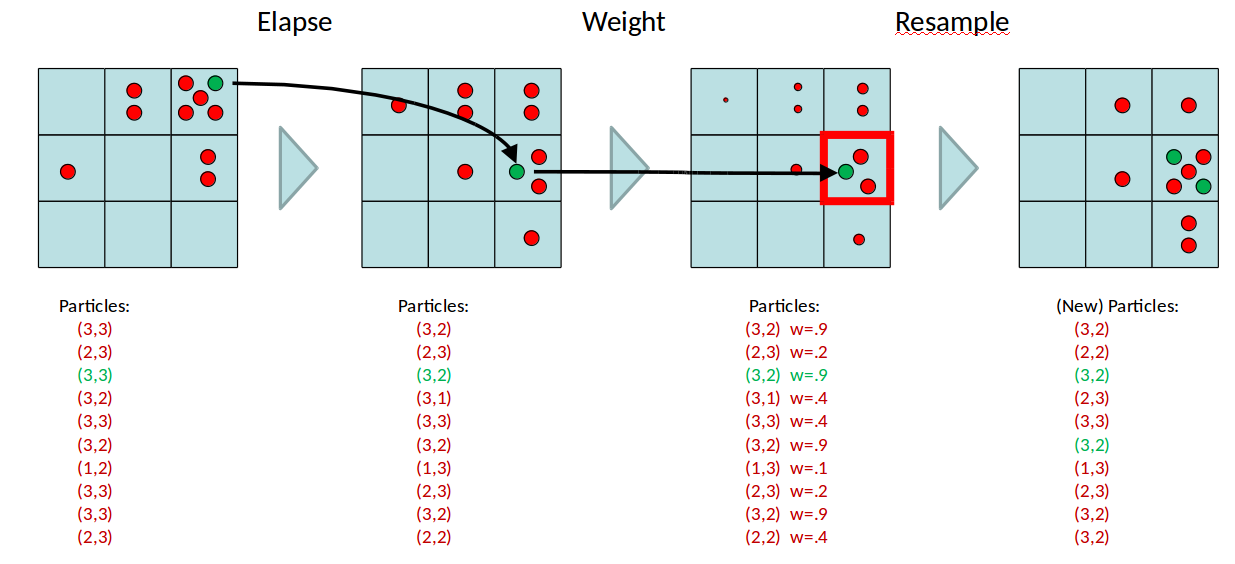 Elapse
Weight
Resample
Particles:
(3,3)
(2,3)
(3,3)
(3,2)
(3,3)
(3,2)
(1,2)
(3,3)
(3,3)
(2,3)
Particles:
(3,2)
(2,3)
(3,2)
(3,1)
(3,3)
(3,2)
(1,3)
(2,3)
(3,2)
(2,2)
Particles:
(3,2) w=.9
(2,3) w=.2
(3,2) w=.9
(3,1) w=.4
(3,3) w=.4
(3,2) w=.9
(1,3) w=.1
(2,3) w=.2
(3,2) w=.9
(2,2) w=.4
(New) Particles:
(3,2)
(2,2)
(3,2)
(2,3)
(3,3)
(3,2)
(1,3)
(2,3)
(3,2)
(3,2)